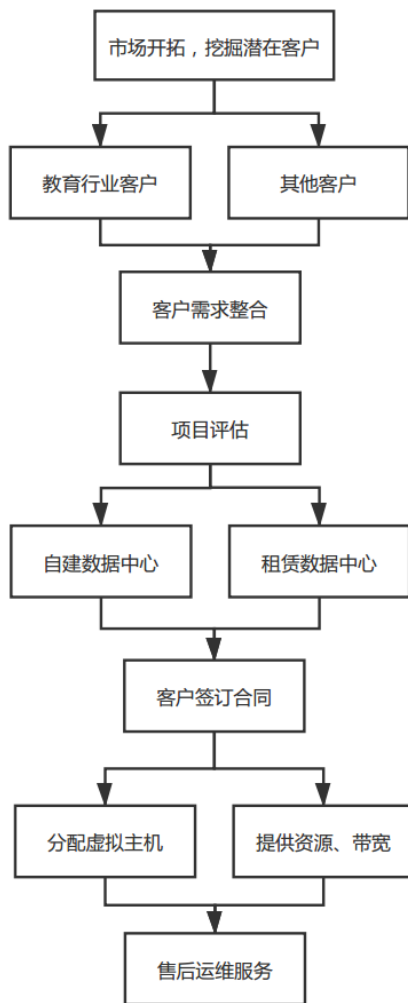 市场开拓，挖掘潜在客户
教育行业客户
其他客户
客户需求整合
项目评估
自建数据中心
租赁数据中心
客户签订合同
分配虚拟主机
提供资源、带宽
售后运维服务